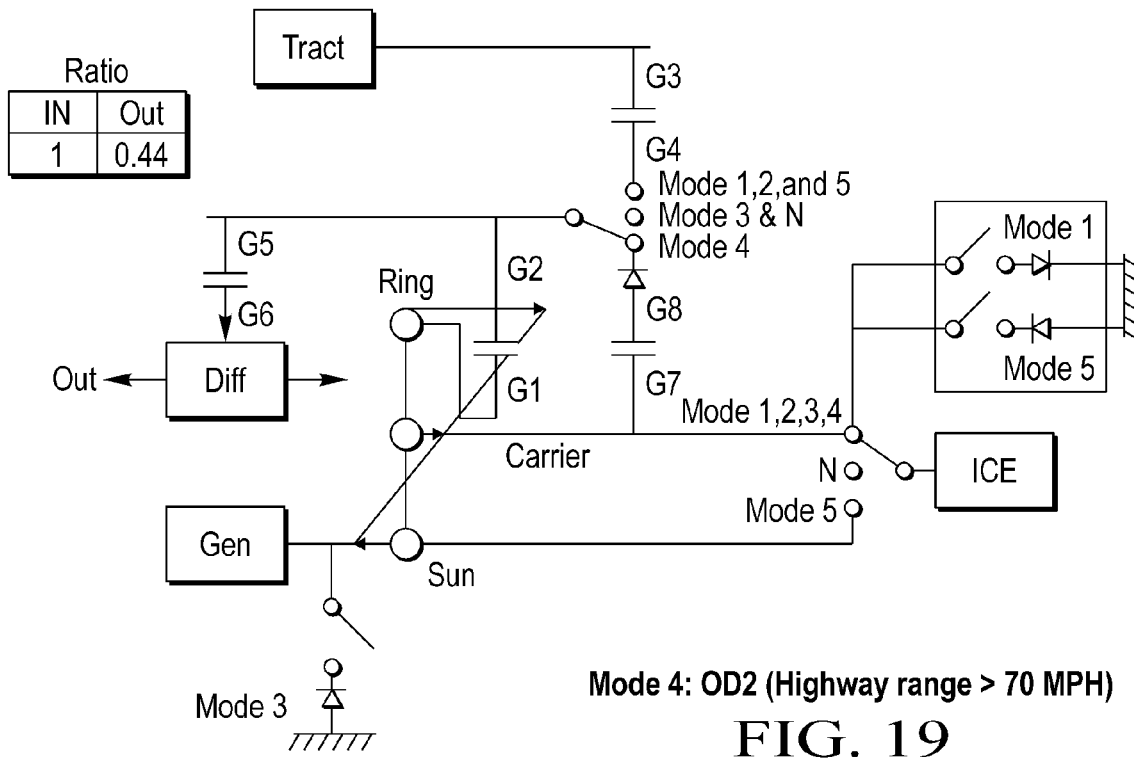 Tract
Ratio
IN Out
1 0.44
G3
G4
Mode 1,2,and 5
Mode 3 & N
Mode 4
G5
G6
G2
G1
Ring
G8
G7
Mode 1
Mode 5
Out
Diff
Mode 1,2,3,4
Carrier
N
ICE
Mode 5
Gen
Sun
Mode 3
Mode 4: OD2 (Highway range > 70 MPH)
FIG. 19